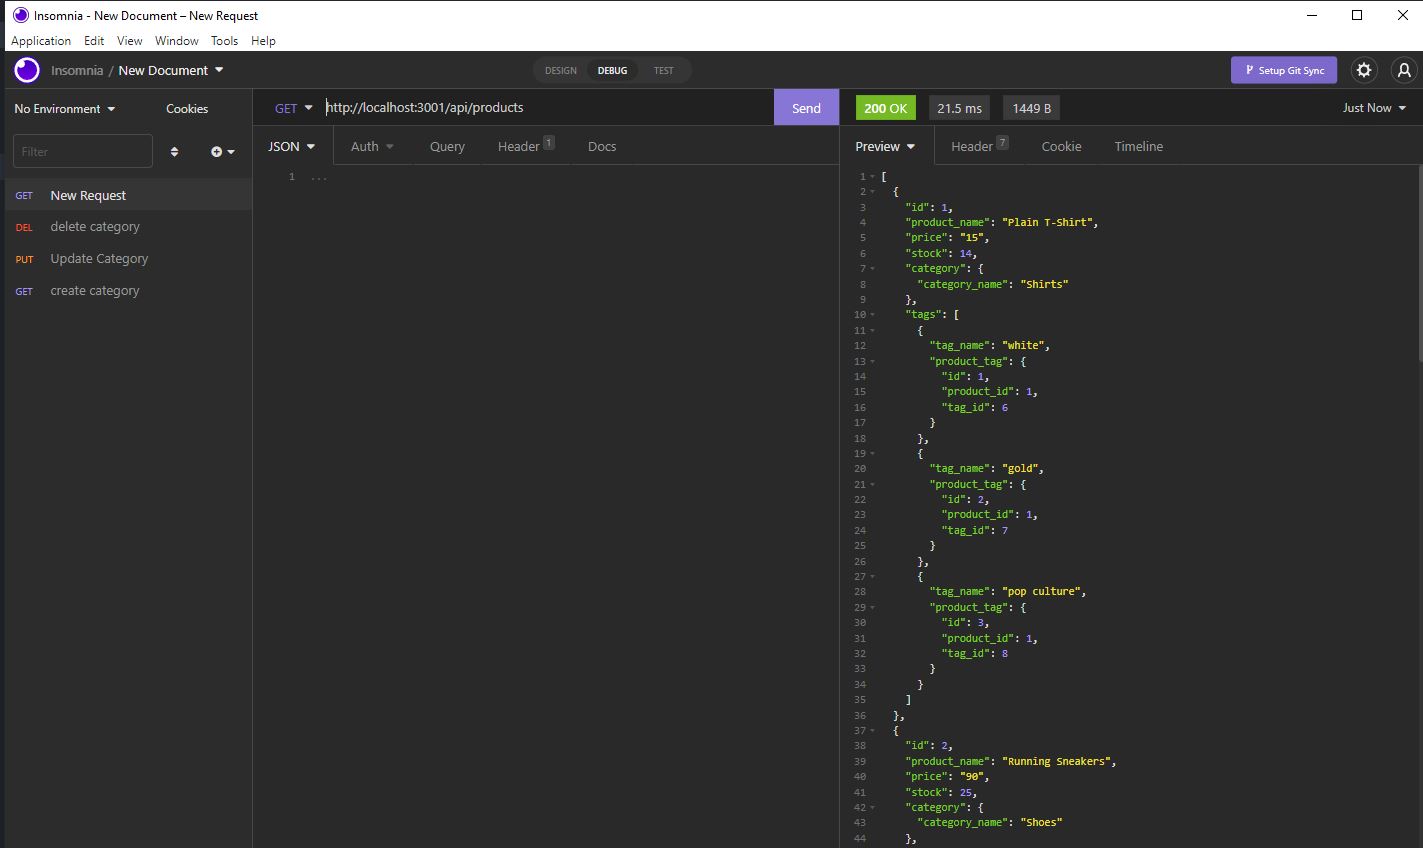 Insomnia - New Document – New Request
Application Edit View Window Tools Help
Insomnia / New Document
DESIGN DEBUG TEST
Setup Git Sync
No Environment
Cookies
GET http://localhost:3001/api/products
Send
200 OK 21.5 ms 1449 B
Just Now
Filter
JSON Auth Query Header 1 Docs
Preview Header 7 Cookie Timeline
GET New Request
DEL delete category
PUT Update Category
GET create category
1 ...
1 [
2 {
3 "id": 1,
4 "product_name": "Plain T-Shirt",
5 "price": "15",
6 "stock": 14,
7 "category": {
8 "category_name": "Shirts"
9 },
10 "tags": [
11 {
12 "tag_name": "white",
13 "product_tag": {
14 "id": 1,
15 "product_id": 1,
16 "tag_id": 6
17 }
18 },
19 {
20 "tag_name": "gold",
21 "product_tag": {
22 "id": 2,
23 "product_id": 1,
24 "tag_id": 7
25 }
26 },
27 {
28 "tag_name": "pop culture",
29 "product_tag": {
30 "id": 3,
31 "product_id": 1,
32 "tag_id": 8
33 }
34 }
35 ]
36 },
37 {
38 "id": 2,
39 "product_name": "Running Sneakers",
40 "price": "90",
41 "stock": 25,
42 "category": {
43 "category_name": "Shoes"
44 },